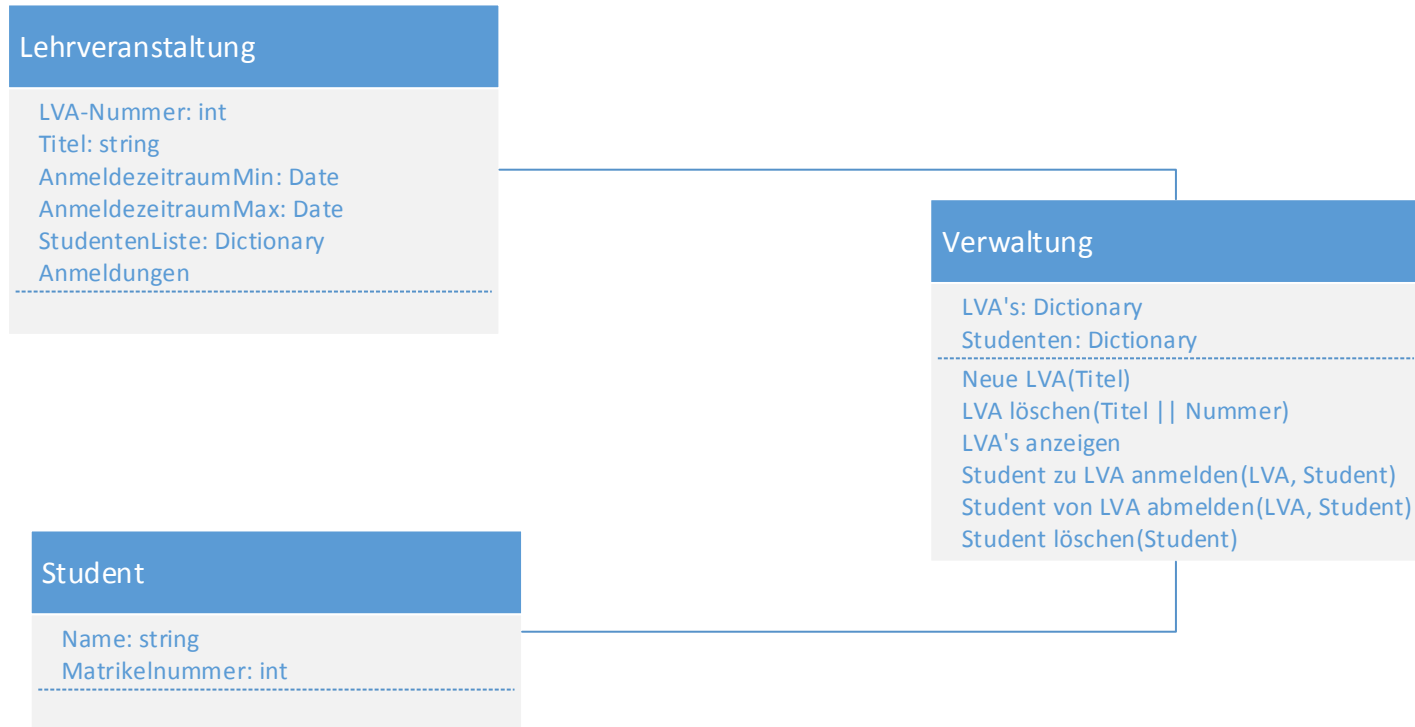 Lehrveranstaltung
LVA-Nummer: int
Titel: string
AnmeldezeitraumMin: Date
AnmeldezeitraumMax: Date
StudentenListe: Dictionary
Anmeldungen
Verwaltung
LVA's: Dictionary
Studenten: Dictionary
Neue LVA(Titel)
LVA löschen(Titel || Nummer)
LVA's anzeigen
Student zu LVA anmelden(LVA, Student)
Student von LVA abmelden(LVA, Student)
Student löschen(Student)
Student
Name: string
Matrikelnummer: int